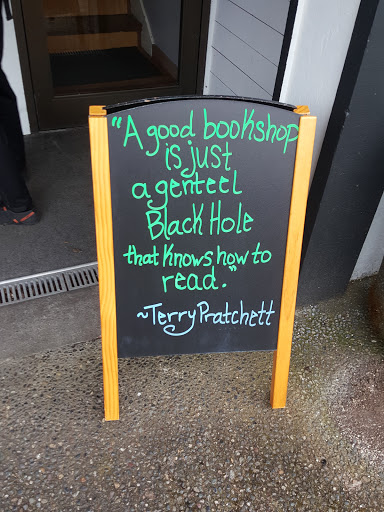 "A good bookshop
is just
a genteel
Black Hole
that Knows how to
read."
~Terry Pratchett